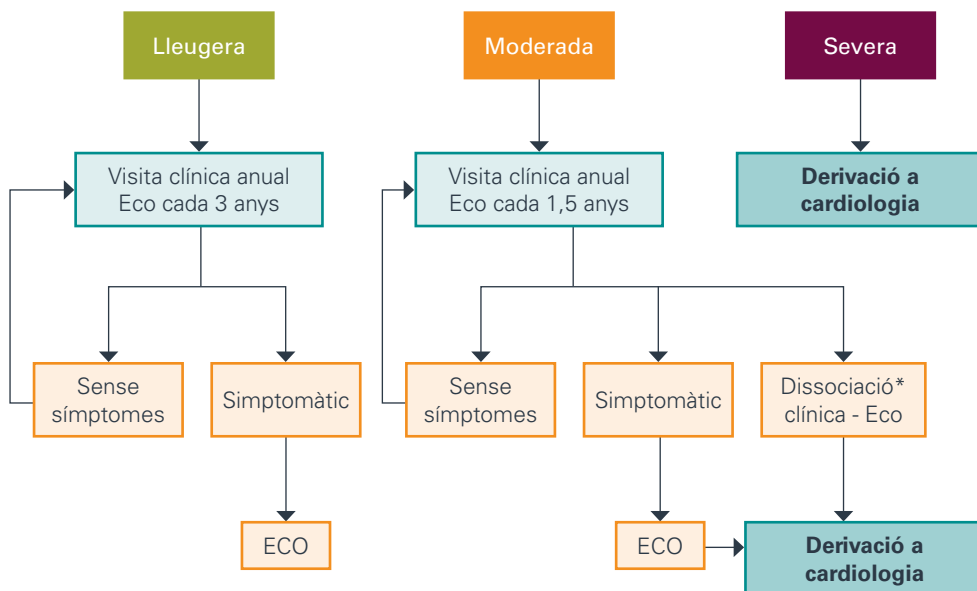 Lleugera
Moderada
Severa
Visita clínica anual
Eco cada 3 anys
Visita clínica anual
Eco cada 1,5 anys
Derivació a
cardiologia
Sense
símptomes
Simptomàtic
Sense
símptomes
Simptomàtic
Dissociació*
clínica - Eco
ECO
ECO
Derivació a
cardiologia